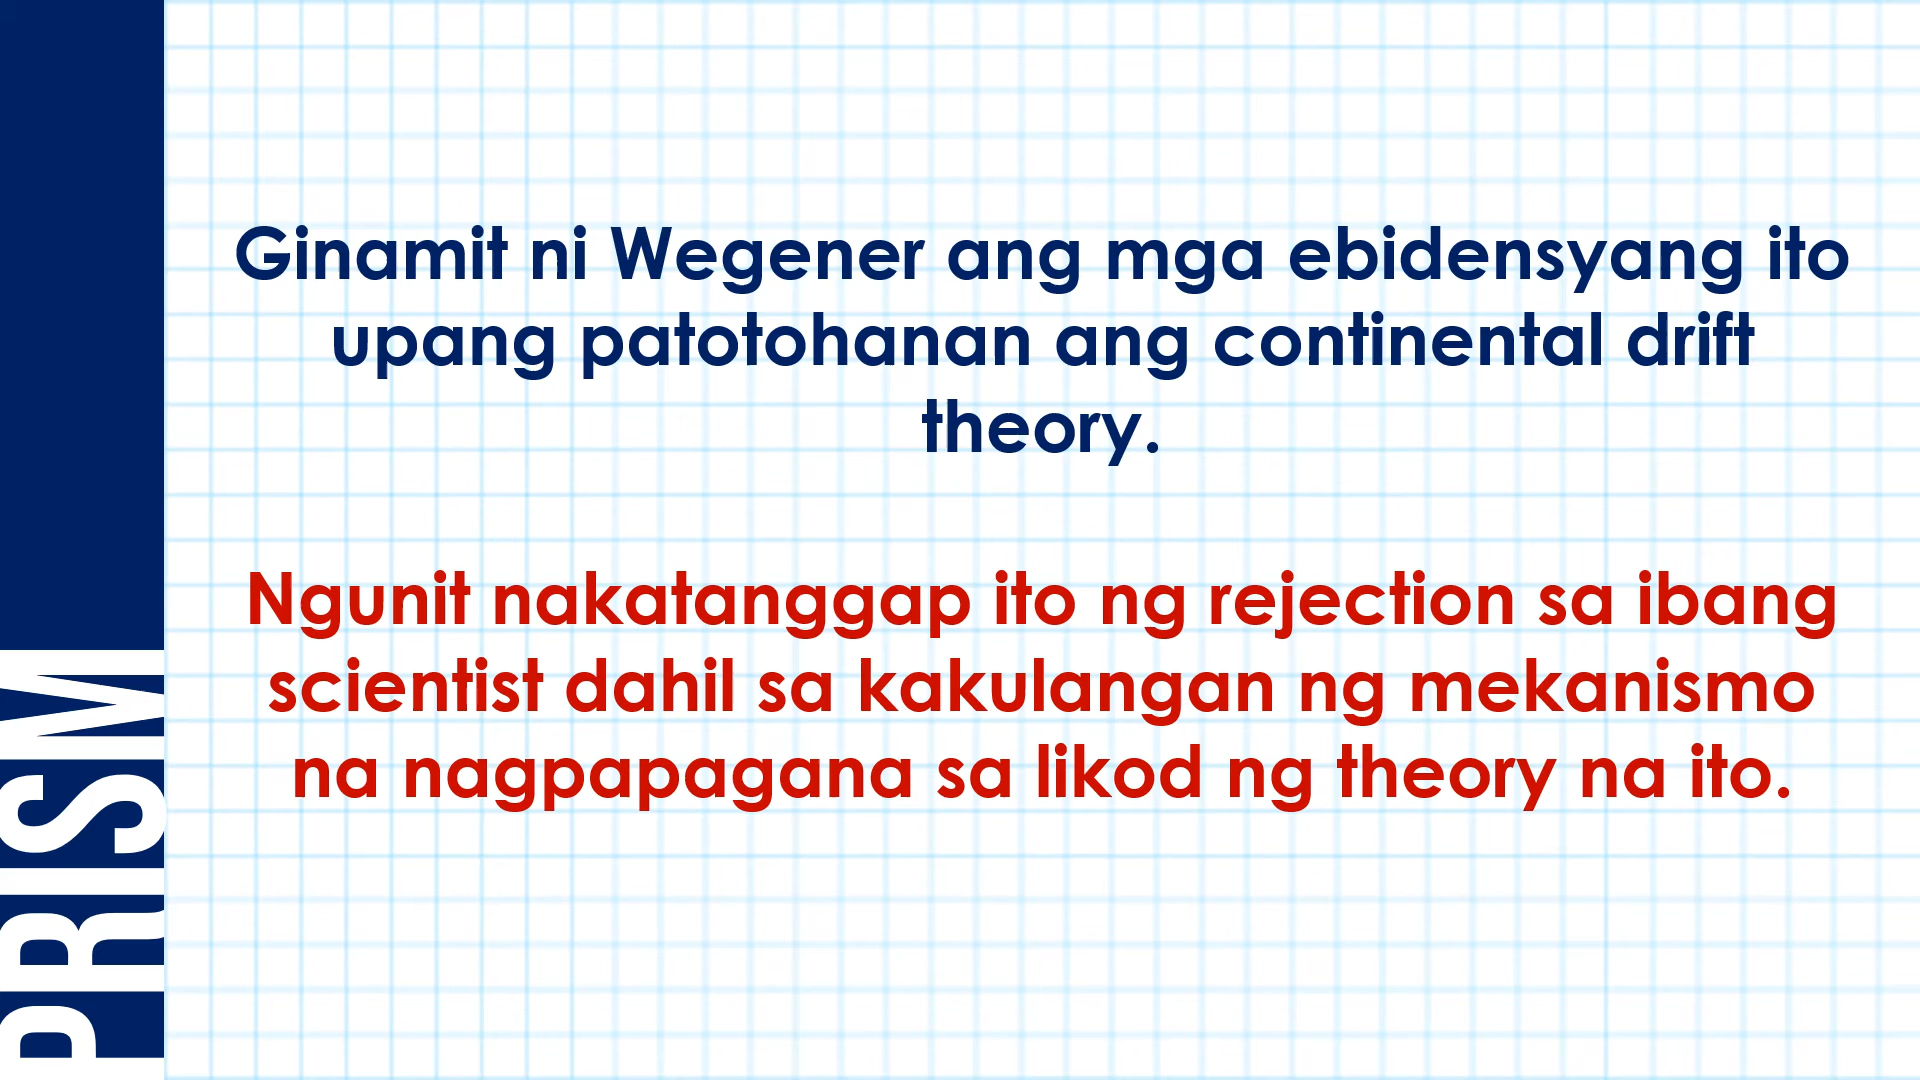 Ginamit ni Wegener ang mga ebidensyang ito
upang patotohanan ang continental drift
theory.
Ngunit nakatanggap ito ng rejection sa ibang
scientist dahil sa kakulangan ng mekanismo
na nagpapagana sa likod ng theory na ito.
PRISM